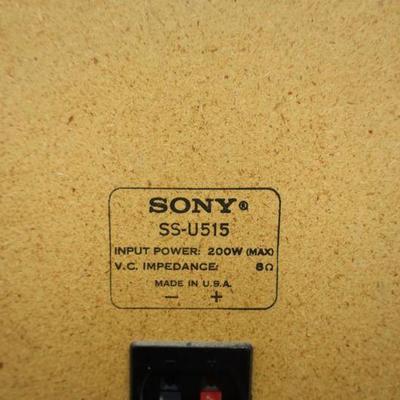 SONY®
SS-U515
INPUT POWER: 200W (MAX)
V.C. IMPEDANCE: 8Ω
MADE IN U.S.A.
− +